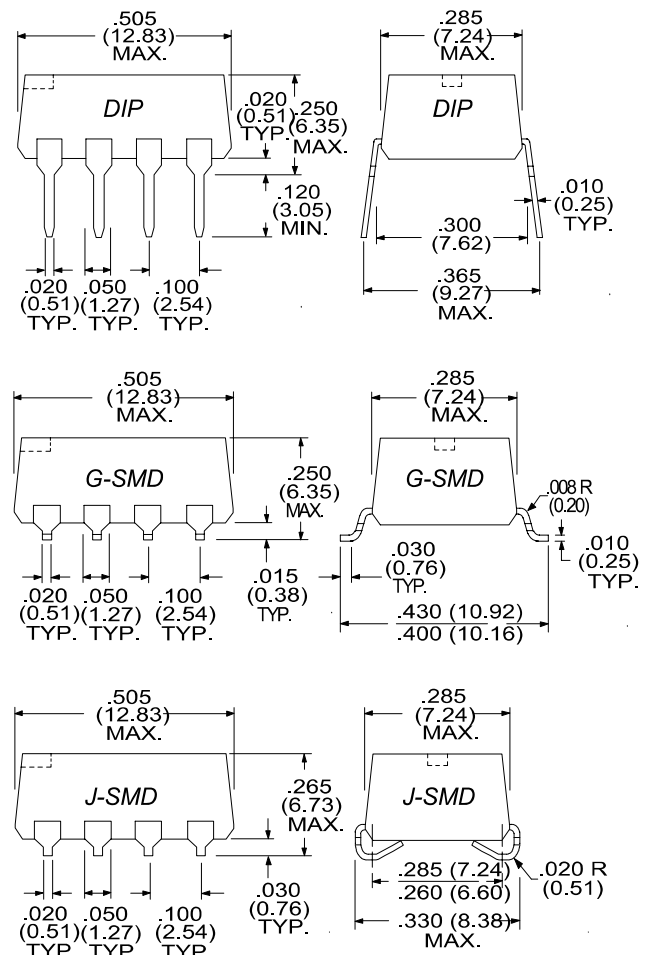 .505
(12.83)
MAX.
.285
(7.24)
MAX.
DIP
.020
(0.51)
TYP.
.250
(6.35)
MAX.
DIP
.120
(3.05)
MIN.
.010
(0.25)
TYP.
.300
(7.62)
.020
(0.51)
TYP.
.050
(1.27)
TYP.
.100
(2.54)
TYP.
.365
(9.27)
MAX.
.505
(12.83)
MAX.
.285
(7.24)
MAX.
G-SMD
.250
(6.35)
MAX.
G-SMD
.008 R
(0.20)
.020
(0.51)
TYP.
.050
(1.27)
TYP.
.100
(2.54)
TYP.
.015
(0.38)
TYP.
.030
(0.76)
TYP.
.010
(0.25)
TYP.
.430 (10.92)
.400 (10.16)
.505
(12.83)
MAX.
.285
(7.24)
MAX.
J-SMD
.265
(6.73)
MAX.
J-SMD
.020
(0.51)
TYP.
.050
(1.27)
TYP.
.100
(2.54)
TYP.
.030
(0.76)
TYP.
.285 (7.24)
.260 (6.60)
.020 R
(0.51)
.330 (8.38)
MAX.